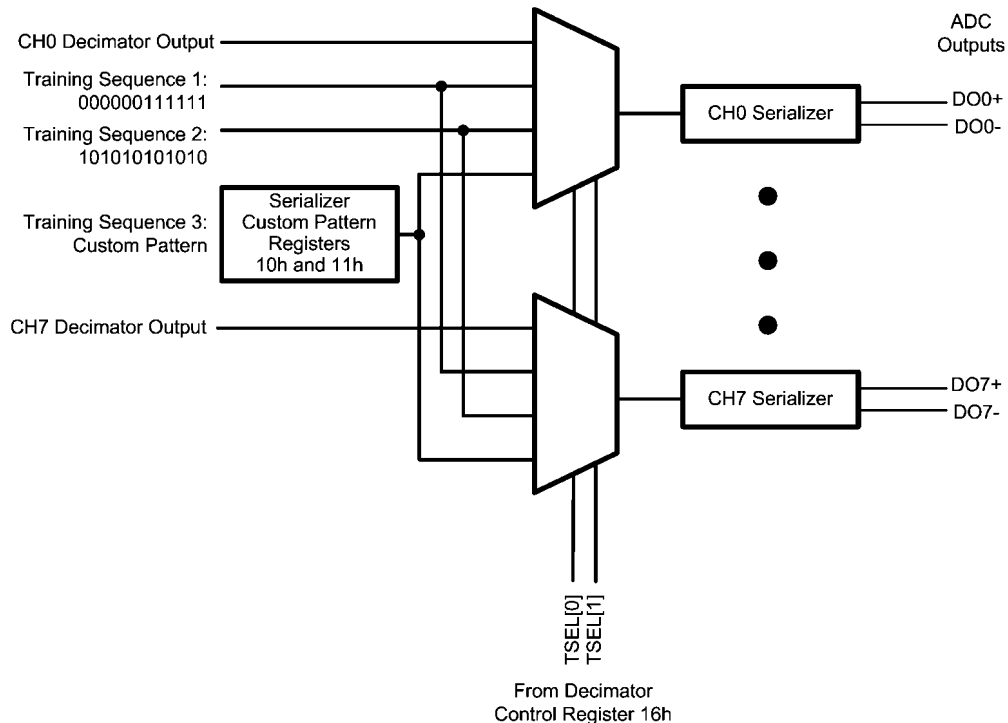 CH0 Decimator Output
Training Sequence 1:
000000111111
Training Sequence 2:
101010101010
Training Sequence 3:
Custom Pattern
Serializer
Custom Pattern
Registers
10h and 11h
CH7 Decimator Output
CH0 Serializer
ADC
Outputs
DO0+
DO0-
CH7 Serializer
DO7+
DO7-
TSEL[0]
TSEL[1]
From Decimator
Control Register 16h